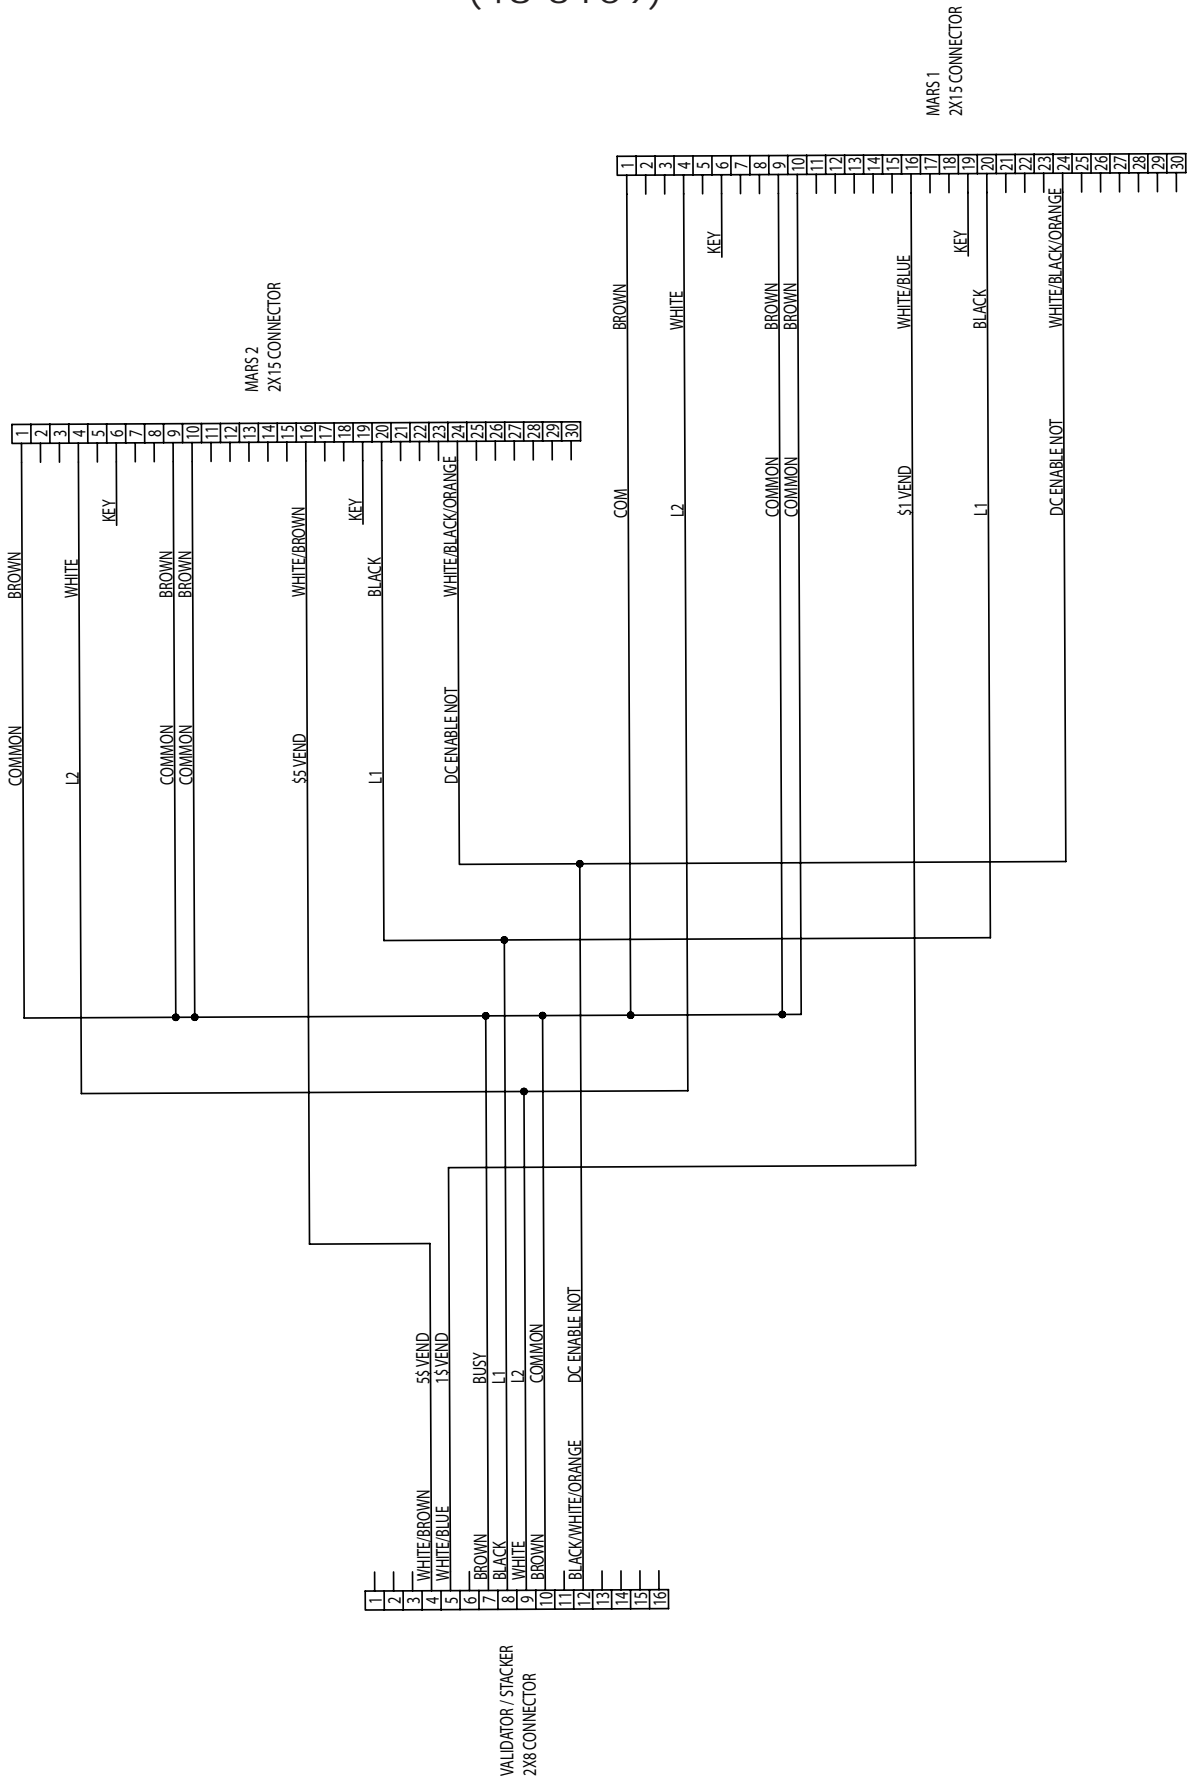 MARS 1
2X15 CONNECTOR
1
2
3
4
5
6
7
8
9
10
11
12
13
14
15
16
17
18
19
20
21
22
23
24
25
26
27
28
29
30
BROWN
WHITE
KEY
BROWN
BROWN
WHITE/BLUE
KEY
BLACK
WHITE/BLACK/ORANGE
COM
L2
COMMON
COMMON
$1 VEND
L1
DC ENABLE NOT
MARS 2
2X15 CONNECTOR
1
2
3
4
5
6
7
8
9
10
11
12
13
14
15
16
17
18
19
20
21
22
23
24
25
26
27
28
29
30
BROWN
WHITE
KEY
BROWN
BROWN
WHITE/BROWN
KEY
BLACK
WHITE/BLACK/ORANGE
COMMON
L2
COMMON
COMMON
$5 VEND
L1
DC ENABLE NOT
5$ VEND
1$ VEND
BUSY
L1
L2
COMMON
DC ENABLE NOT
WHITE/BROWN
WHITE/BLUE
BROWN
BLACK
WHITE
BROWN
BLACK/WHITE/ORANGE
1
2
3
4
5
6
7
8
9
10
11
12
13
14
15
16
VALIDATOR / STACKER
2X8 CONNECTOR